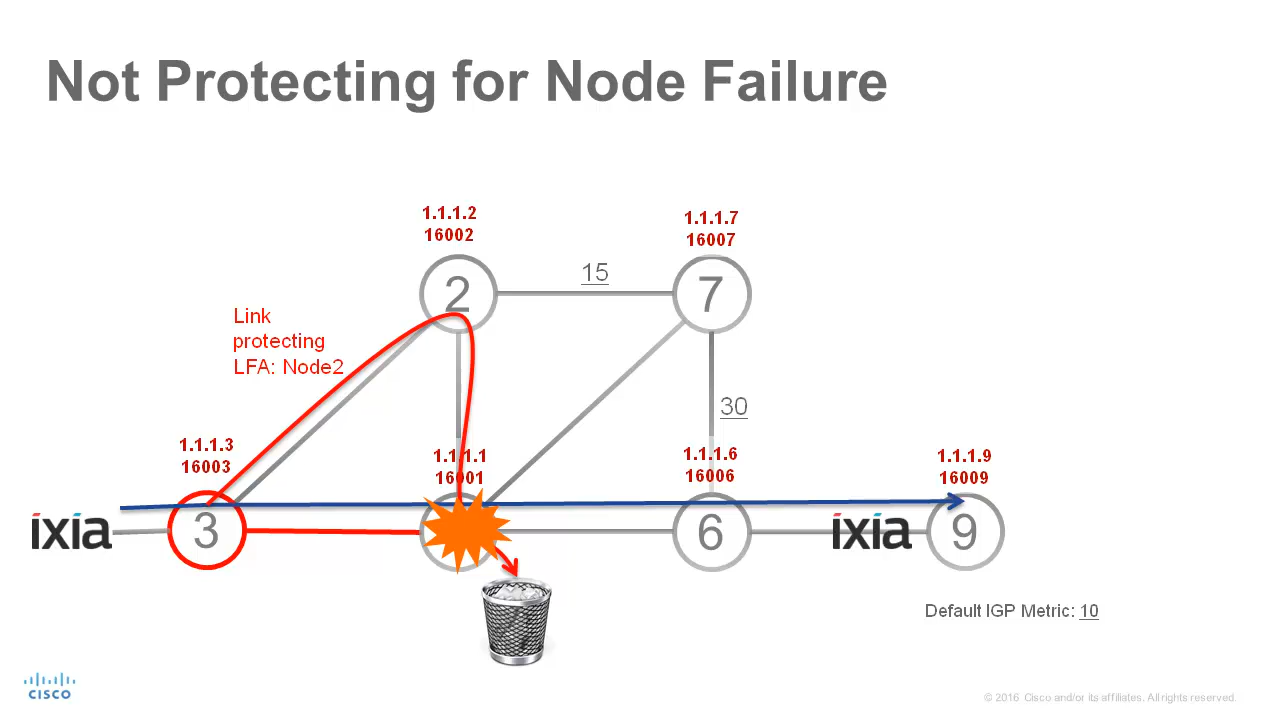 Not Protecting for Node Failure
1.1.1.2
16002
1.1.1.7
16007
2
15
7
Link
protecting
LFA: Node2
30
1.1.1.3
16003
1.1.1.1
16001
1.1.1.6
16006
1.1.1.9
16009
ixia
3
6
ixia
9
Default IGP Metric: 10
CISCO
© 2016 Cisco and/or its affiliates. All rights reserved.